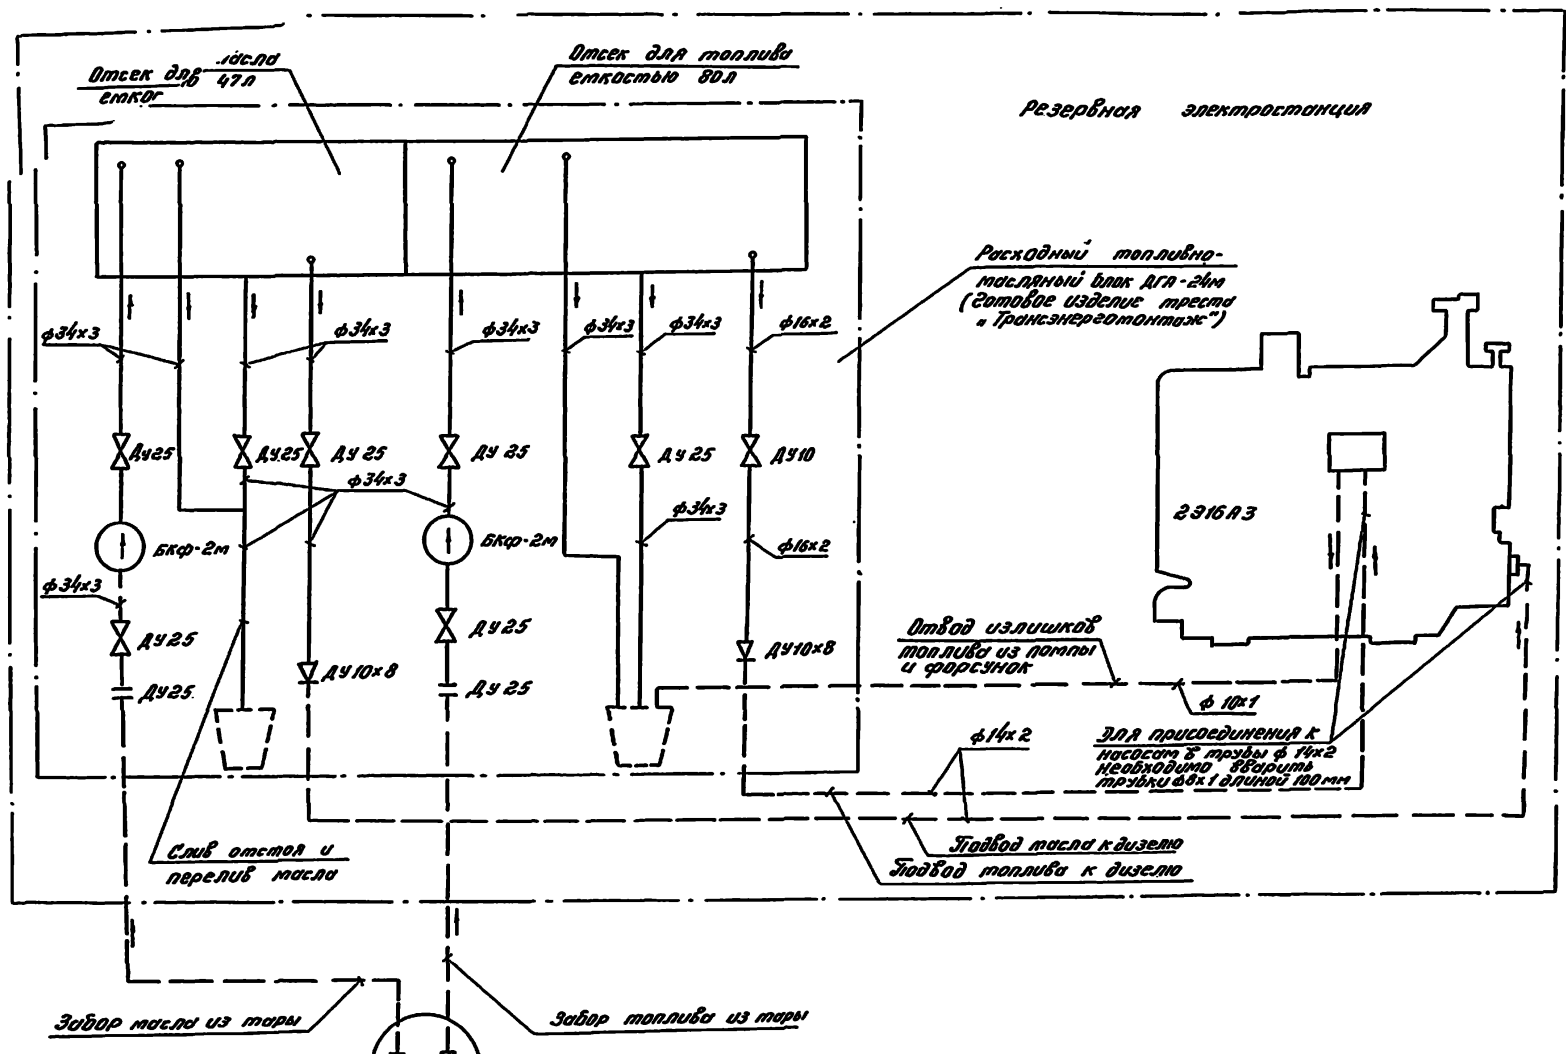 Отсек для масла
емкос ю 47л
Отсек для топлива
емкостью 80л
Резервная электростанция
Расходный топливно-
масляный блок ДГА-24м
(готовое изделие треста
„Трансэнергомонтаж")
ф34х3
ф34х3
ф34х3
ф34х3
ф34х3
ф16х2
Ду25
Ду25
Ду 25
Ду 25
Ду 25
Ду10
ф34х3
ф34х3
2Э16А3
БКФ-2м
БКФ-2м
ф16х2
ф34х3
Ду25
Ду25
Ду10х8
Отвод излишков
топлива из помпы
и форсунок
Ду10х8
Ду25
Ду 25
ф 10х1
ф14х2
Для присоединения к
насосам в трубы ф 14х2
необходимо вварить
трубки ф8х1 длиной 100мм
Слив отстоя и
перелив масла
Подвод масла к дизелю
Подвод топлива к дизелю
Забор масла из тары
Забор топлива из тары